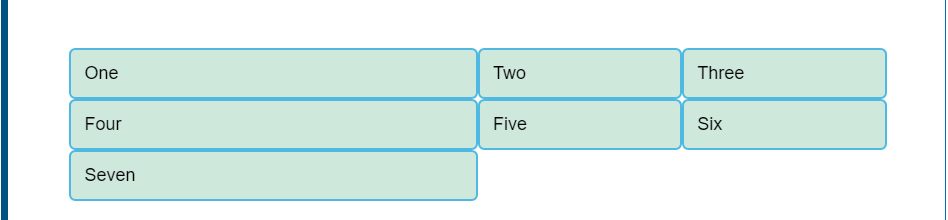 One Two Three
Four Five Six
Seven